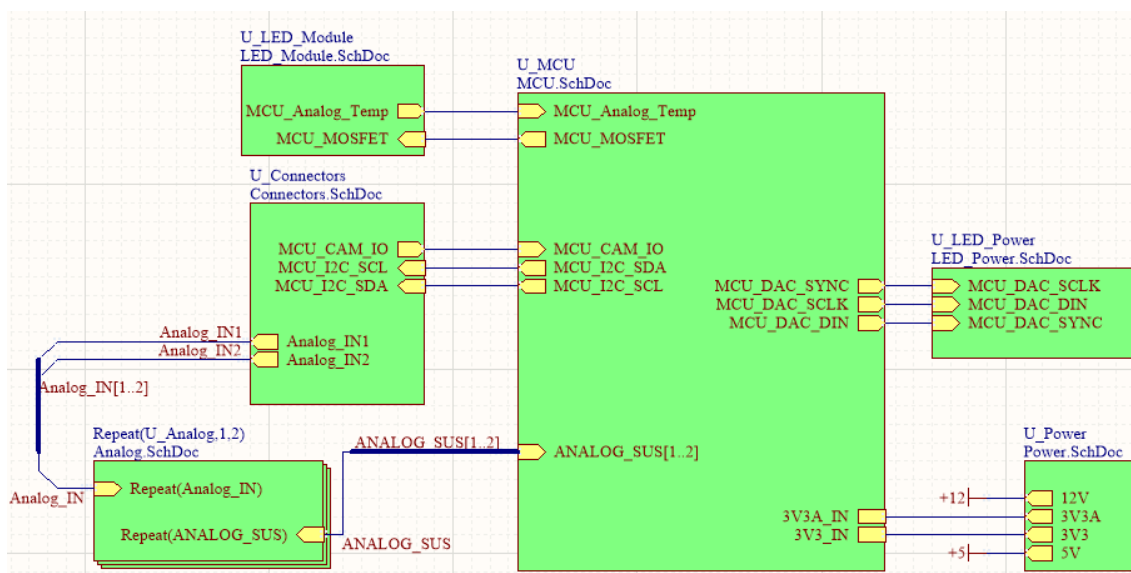 U_LED_Module
LED_Module.SchDoc
MCU_Analog_Temp
MCU_MOSFET
U_Connectors
Connectors.SchDoc
MCU_CAM_IO
MCU_I2C_SCL
MCU_I2C_SDA
Analog_IN1
Analog_IN2
Analog_IN1
Analog_IN2
Analog_IN[1..2]
Repeat(U_Analog,1,2)
Analog.SchDoc
Analog_IN
Repeat(Analog_IN)
Repeat(ANALOG_SUS)
ANALOG_SUS
ANALOG_SUS[1..2]
U_MCU
MCU.SchDoc
MCU_Analog_Temp
MCU_MOSFET
MCU_CAM_IO
MCU_I2C_SDA
MCU_I2C_SCL
ANALOG_SUS[1..2]
MCU_DAC_SYNC
MCU_DAC_SCLK
MCU_DAC_DIN
3V3A_IN
3V3_IN
U_LED_Power
LED_Power.SchDoc
MCU_DAC_SCLK
MCU_DAC_DIN
MCU_DAC_SYNC
U_Power
Power.SchDoc
+12
12V
3V3A
3V3
+5
5V